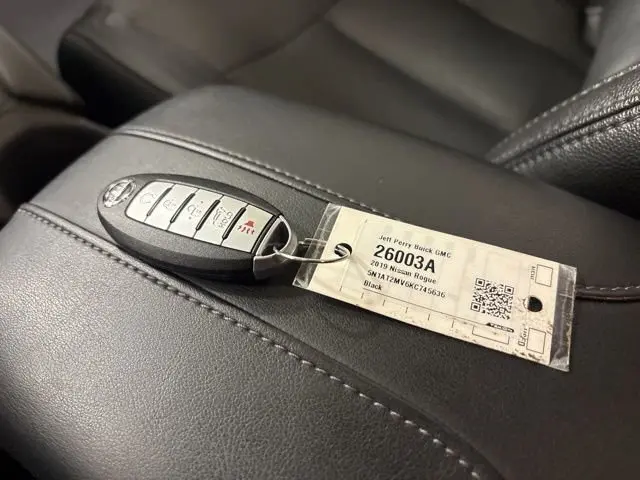 Jeff Perry Buick GMC
26003A
2019 Nissan Rogue
5N1AT2MV6KC745636
Black